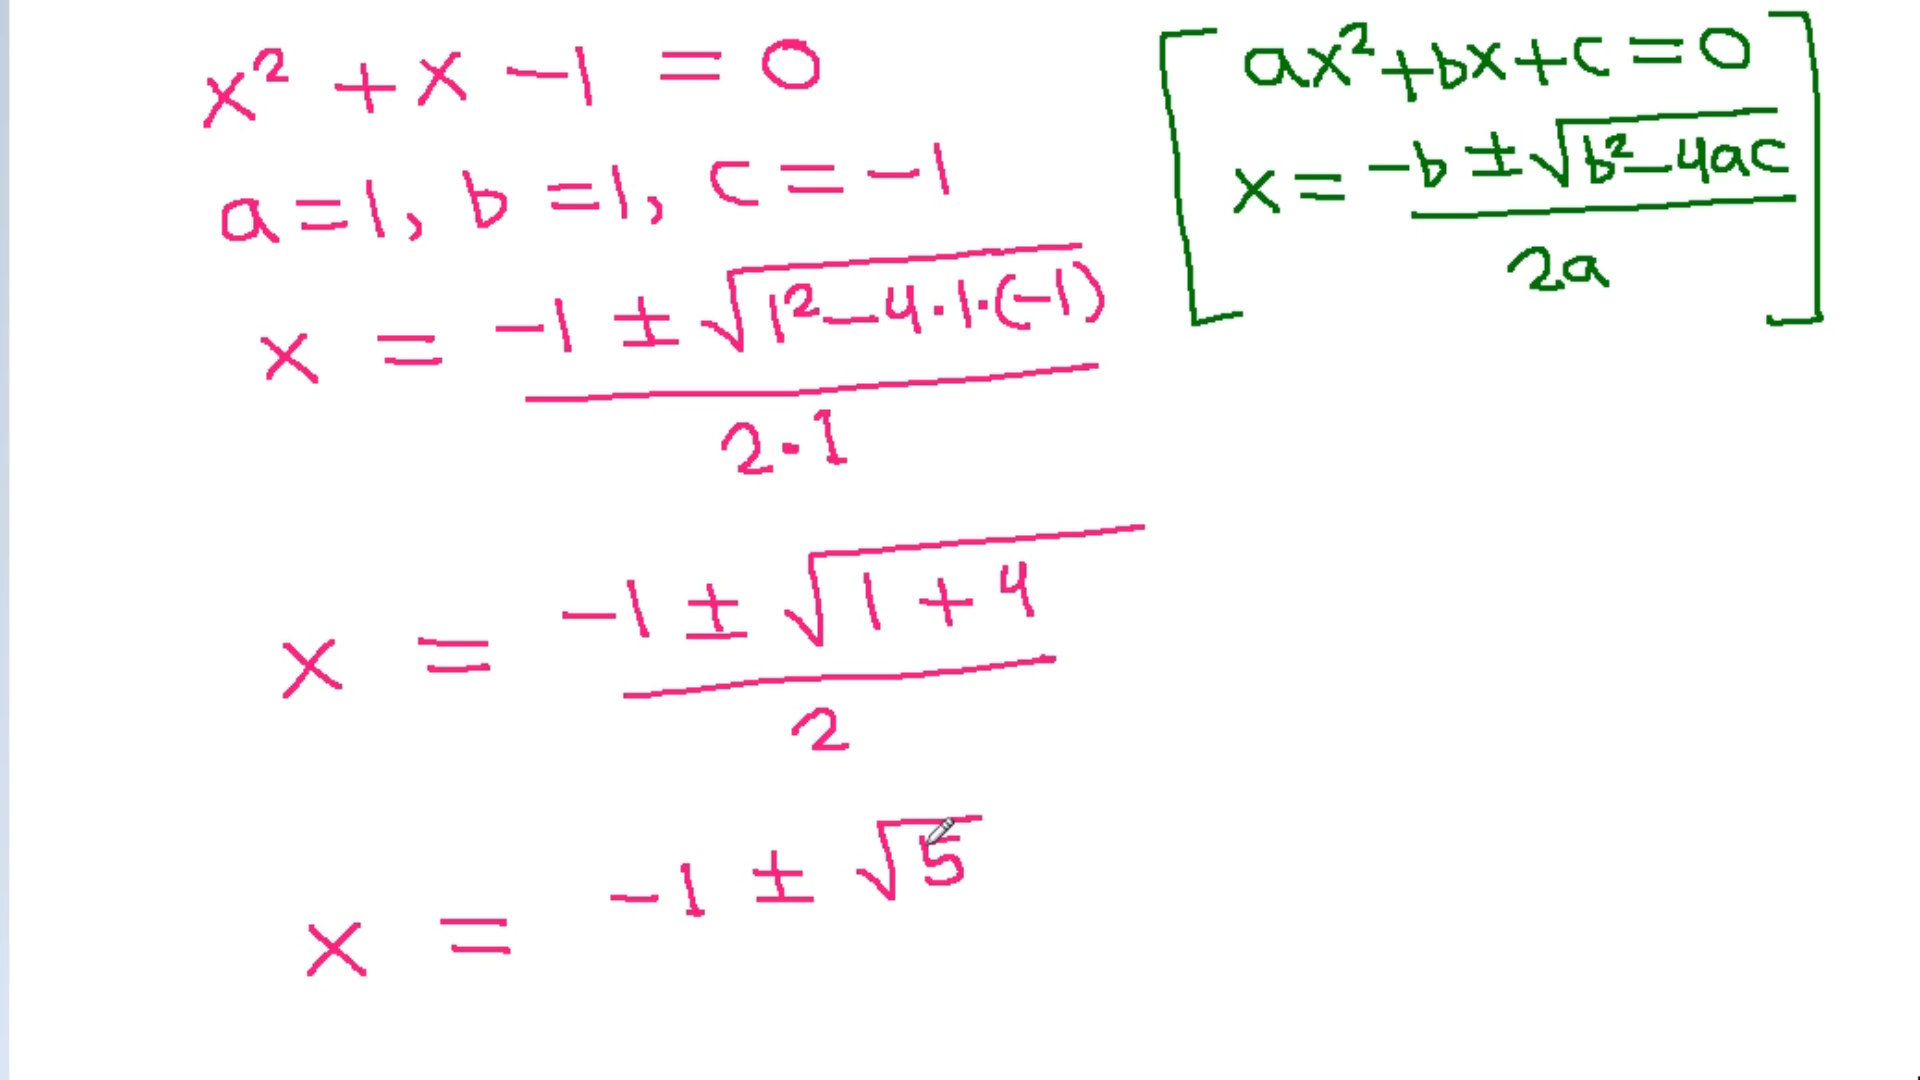 x² + x − 1 = 0
a = 1, b = 1, c = −1
x = (−1 ± √(1² − 4·1·(−1))) / (2·1)
x = (−1 ± √(1 + 4)) / 2
x = −1 ± √5
[ax² + bx + c = 0
x = (−b ± √(b² − 4ac)) / (2a)]